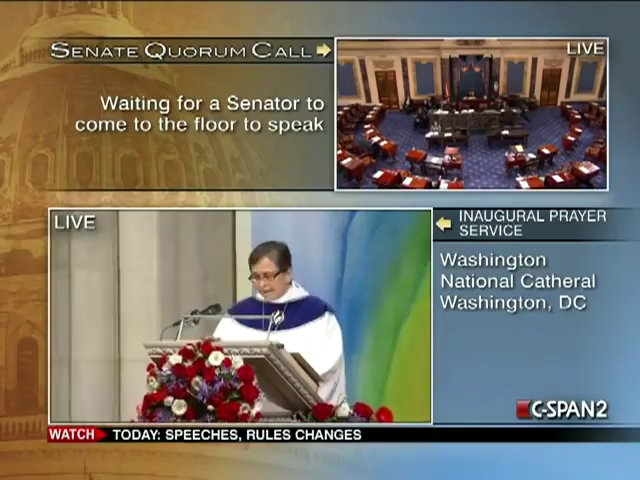 SENATE QUORUM CALL
LIVE
Waiting for a Senator to
come to the floor to speak
LIVE
INAUGURAL PRAYER
SERVICE
Washington
National Catheral
Washington, DC
C-SPAN2
WATCH TODAY: SPEECHES, RULES CHANGES